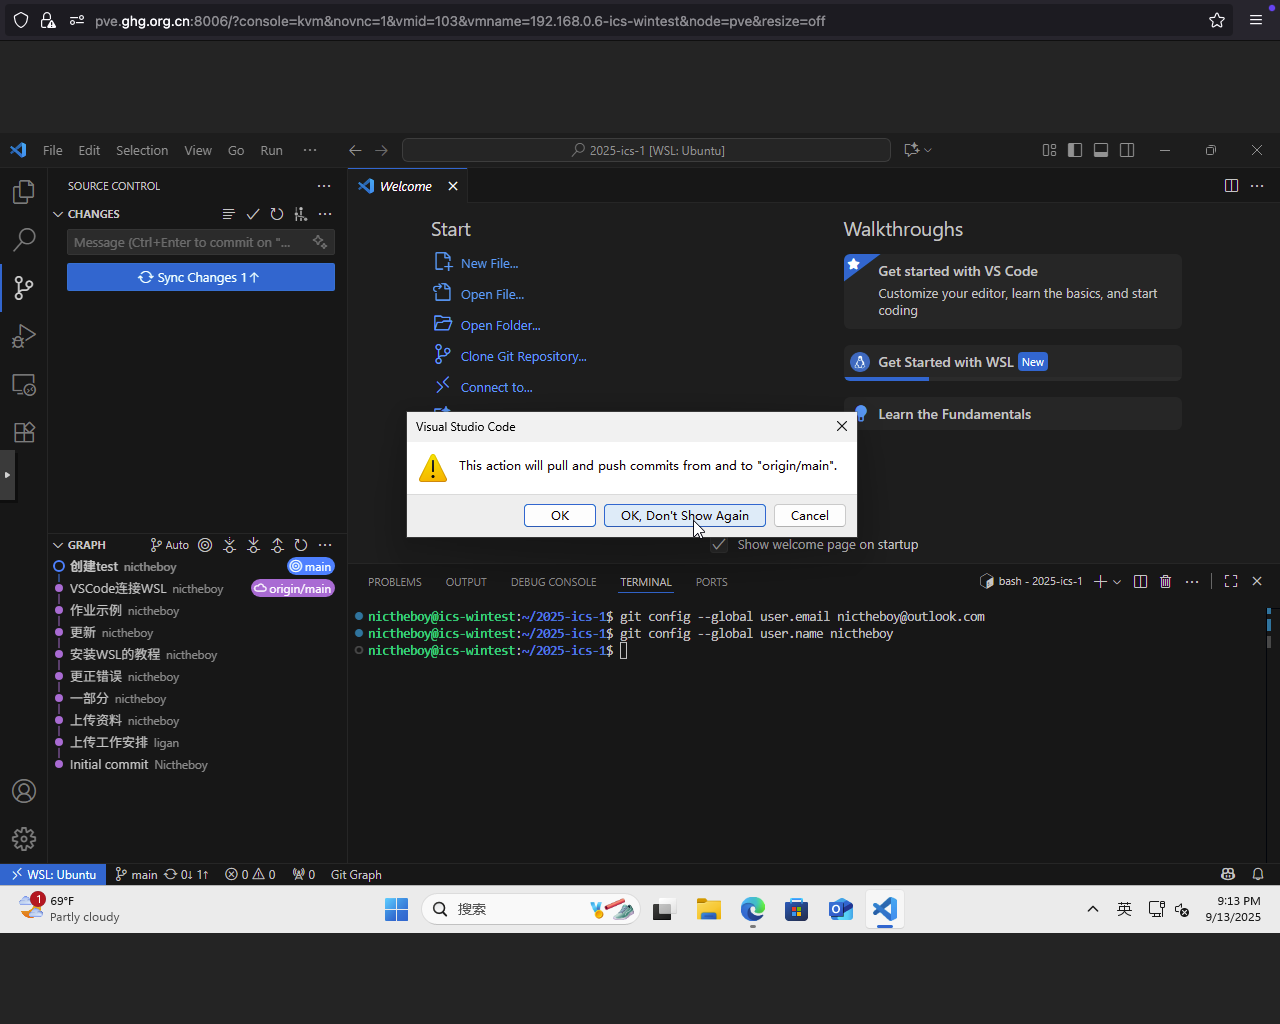 pve.ghg.org.cn:8006/?console=kvm&novnc=1&vmid=103&vmname=192.168.0.6-ics-wintest&node=pve&resize=off
File Edit Selection View Go Run ···
2025-ics-1 [WSL: Ubuntu]
SOURCE CONTROL
Welcome
CHANGES
Message (Ctrl+Enter to commit on "...
Sync Changes 1↑
Start
New File...
Open File...
Open Folder...
Clone Git Repository...
Connect to...
Walkthroughs
Get started with VS Code
Customize your editor, learn the basics, and start
coding
Get Started with WSL New
Learn the Fundamentals
Visual Studio Code
This action will pull and push commits from and to "origin/main".
OK
OK, Don't Show Again
Cancel
Show welcome page on startup
GRAPH Auto
创建test nictheboy main
VSCode连接WSL nictheboy origin/main
作业示例 nictheboy
更新 nictheboy
安装WSL的教程 nictheboy
更正错误 nictheboy
一部分 nictheboy
上传资料 nictheboy
上传工作安排 ligan
Initial commit Nictheboy
PROBLEMS OUTPUT DEBUG CONSOLE TERMINAL PORTS
bash - 2025-ics-1
nictheboy@ics-wintest:~/2025-ics-1$ git config --global user.email nictheboy@outlook.com
nictheboy@ics-wintest:~/2025-ics-1$ git config --global user.name nictheboy
nictheboy@ics-wintest:~/2025-ics-1$
WSL: Ubuntu main 0↓ 1↑ 0 0 0 Git Graph
1
69°F
Partly cloudy
搜索
英
9:13 PM
9/13/2025